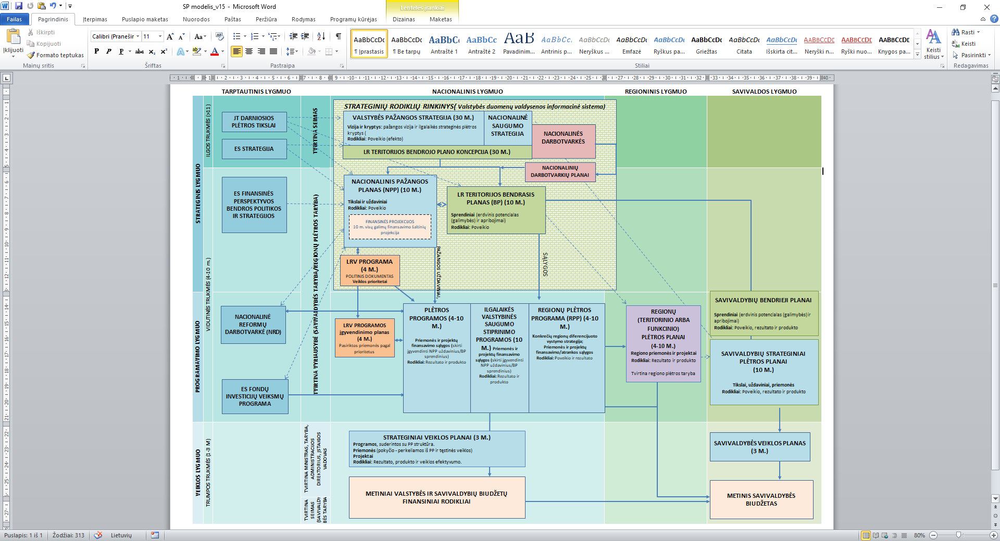 SP modelis_v15 - Microsoft Word
Lentelės įrankiai
Failas
Pagrindinis
Įterpimas
Puslapio maketas
Nuorodos
Paštas
Peržiūra
Rodymas
Programų kūrėjas
Dizainas
Maketas
Įklijuoti
Iškirpti
Kopijuoti
Formato teptukas
Mainų sritis
Calibri (Pranešir
11
Šriftas
Pastraipa
AaBbCcDc
¶ Įprastasis
AaBbCcDc
¶ Be tarpų
AaBbCc
Antraštė 1
AaBbCc
Antraštė 2
AaB
Pavadinim...
AaBbCc.
Antrinis p...
AaBbCcDc
Neryškus ...
AaBbCcDc
Emfazė
AaBbCcDc
Ryškus pa...
AaBbCcDc
Griežtas
AaBbCcDc
Citata
AaBbCcDc
Išskirta cit...
AABBCCDE
Neryški n...
AABBCCDE
Ryški nuo...
AABBCCDE
Knygos pa...
Stiliai
Keisti
stilius
Rasti
Keisti
Pasirinkti
Redagavimas
TARPTAUTINIS LYGMUO
NACIONALINIS LYGMUO
REGIONINIS LYGMUO
SAVIVALDOS LYGMUO
STRATEGINIS LYGMUO
PROGRAMAVIMO LYGMUO
VEIKLOS LYGMUO
ILGOS TRUKMĖS (>11)
VIDUTINĖS TRUKMĖS (4-10 m.)
TRUMPOS TRUKMĖS (1-3 M)
TVIRTINA SEIMAS
TVIRTINA VYRIAUSYBĖ (SAVIVALDYBĖS TARYBA/REGIONŲ PLĖTROS TARYBA)
TVIRTINA MINISTRAS, TARYBA,
ADMINISTRACIJOS
DIREKTORIUS, ĮSTAIGOS
VADOVAS
TVIRTINA
SEIMAS
(SAVIVALDY
BĖS TARYBA
JT DARNIOSIOS
PLĖTROS TIKSLAI
ES STRATEGIJA
ES FINANSINĖS
PERSPEKTYVOS
BENDROS POLITIKOS
IR STRATEGIJOS
NACIONALINĖ
REFORMŲ
DARBOTVARKĖ (NRD)
ES FONDŲ
INVESTICIJŲ VEIKSMŲ
PROGRAMA
STRATEGINIŲ RODIKLIŲ RINKINYS( Valstybės duomenų valdysenos informacinė sistema)
VALSTYBĖS PAŽANGOS STRATEGIJA (30 M.)
Vizija ir kryptys: pažangos vizija ir ilgalaikės strateginės plėtros
kryptys (
Rodikliai: Poveikio (efekto)
NACIONALINĖ
SAUGUMO
STRATEGIJA
NACIONALINĖS
DARBOTVARKĖS
LR TERITORIJOS BENDROJO PLANO KONCEPCIJA (30 M.)
NACIONALINIŲ
DARBOTVARKIŲ PLANAI
NACIONALINIS PAŽANGOS
PLANAS (NPP) (10 M.)
Tikslai ir uždaviniai
Rodikliai: Poveikio
FINANSINĖS PROJEKCIJOS
10 m. visų galimų finansavimo šaltinių
projekcija
LR TERITORIJOS BENDRASIS
PLANAS (BP) (10 M.)
Sprendiniai (erdvinis potencialas
(galimybės) ir apribojimai)
Rodikliai: Poveikio
PAŽANGOS UŽDAVINIAI,
SĄLYGOS
LRV PROGRAMA
(4 M.)
POLITINIS DOKUMENTAS
Veiklos prioritetai
LRV PROGRAMOS
įgyvendinimo planas
(4 M.)
Pasiriktos priemonės pagal
prioritetus
PLĖTROS
PROGRAMOS (4-10
M.)
Priemonės ir projektų
finansavimo sąlygos (skirti
įgyvendinti NPP uždavinius/BP
sprendinius)
Rodikliai: Rezultato ir produkto
ILGALAIKĖS
VALSTYBINĖS
SAUGUMO
STIPRINIMO
PROGRAMOS (10
M.) Priemonės ir
projektų finansavimo
sąlygos (skirti įgyvendinti
NPP uždavinius/BP
sprendinius)
Rodikliai: Rezultato ir
produkto
REGIONŲ PLĖTROS
PROGRAMA (RPP) (4-10
M.)
Konkrečių regionų diferencijuoto
vystymo strategija;
Priemonės ir projektų
finansavimo/atrankos sąlygos
Rodikliai: Poveikio ir rezultato
REGIONŲ
(TERITORINIO ARBA
FUNKCINIO)
PLĖTROS PLANAI
(4-10 M.)
Regiono priemonės ir projektai
Rodikliai: Rezultato ir produkto
Tvirtina regiono plėtros taryba
SAVIVALDYBIŲ BENDRIEJI PLANAI
Sprendiniai (erdvinis potencialas (galimybės) ir
apribojimai)
Rodikliai: Poveikio, rezultato ir produkto
SAVIVALDYBIŲ STRATEGINIAI
PLĖTROS PLANAI
(10 M.)
Tikslai, uždaviniai, priemonės
Rodikliai: Poveikio, rezultato ir produkto
STRATEGINIAI VEIKLOS PLANAI (3 M.)
Programos, suderintos su PP struktūra.
Priemonės (pokyčio - perkeliamos iš PP ir tęstinės veiklos)
Projektai
Rodikliai: Rezultato, produkto ir veiklos efektyvumo.
SAVIVALDYBĖS VEIKLOS PLANAS
(3 M.)
METINIAI VALSTYBĖS IR SAVIVALDYBIŲ BIUDŽETŲ
FINANSINIAI RODIKLIAI
METINIS SAVIVALDYBĖS
BIUDŽETAS
Puslapis: 1 iš 1
Žodžiai: 313
Lietuvių
80%